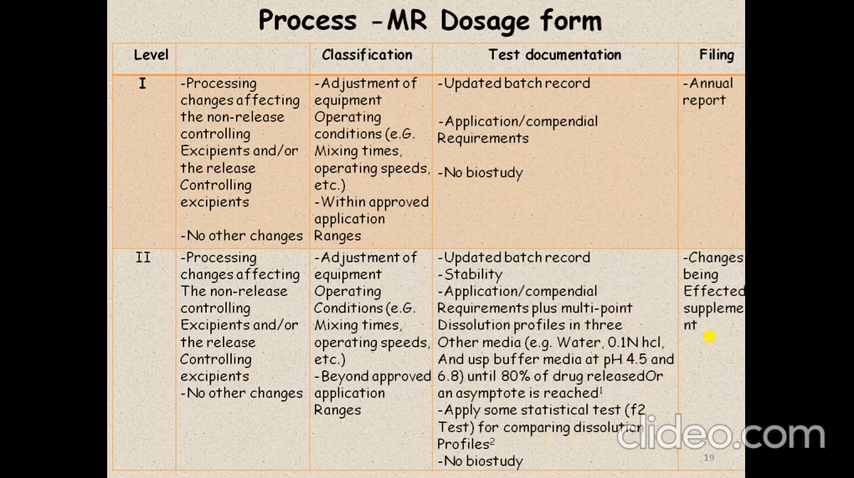 Process -MR Dosage form
Level
Classification
Test documentation
Filing
I
-Processing
changes affecting
the non-release
controlling
Excipients and/or
the release
Controlling
excipients
-No other changes
-Adjustment of
equipment
Operating
conditions (e.G.
Mixing times,
operating speeds,
etc.)
-Within approved
application
Ranges
-Updated batch record
-Application/compendial
Requirements
-No biostudy
-Annual
report
II
-Processing
changes affecting
The non-release
controlling
Excipients and/or
the release
Controlling
excipients
-No other changes
-Adjustment of
equipment
Operating
Conditions (e.G.
Mixing times,
operating speeds,
etc.)
-Beyond approved
application
Ranges
-Updated batch record
-Stability
-Application/compendial
Requirements plus multi-point
Dissolution profiles in three
Other media (e.g. Water, 0.1N hcl,
And usp buffer media at pH 4.5 and
6.8) until 80% of drug releasedOr
an asymptote is reached¹
-Apply some statistical test (f2
Test) for comparing dissolution
Profiles²
-No biostudy
-Changes
being
Effected
suppleme
nt
clideo.com
19